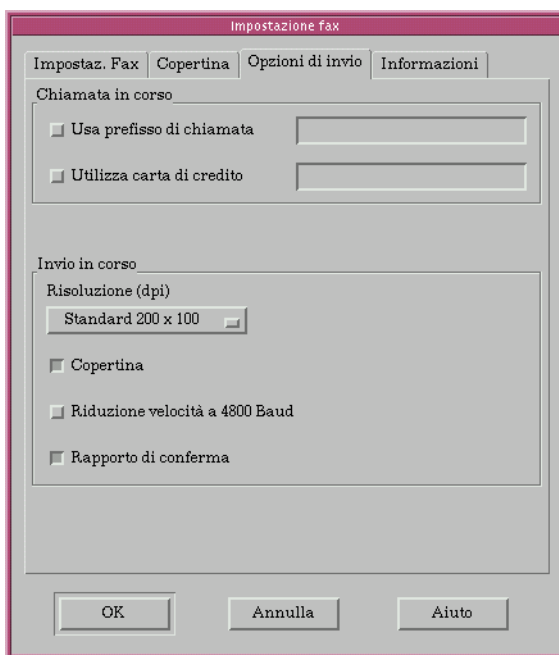 Impostazione fax
Impostaz. Fax Copertina Opzioni di invio Informazioni
Chiamata in corso
Usa prefisso di chiamata
Utilizza carta di credito
Invio in corso
Risoluzione (dpi)
Standard 200 x 100
Copertina
Riduzione velocità a 4800 Baud
Rapporto di conferma
OK Annulla Aiuto